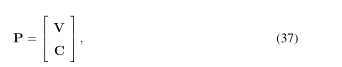 P = [ V
C ] , (37)